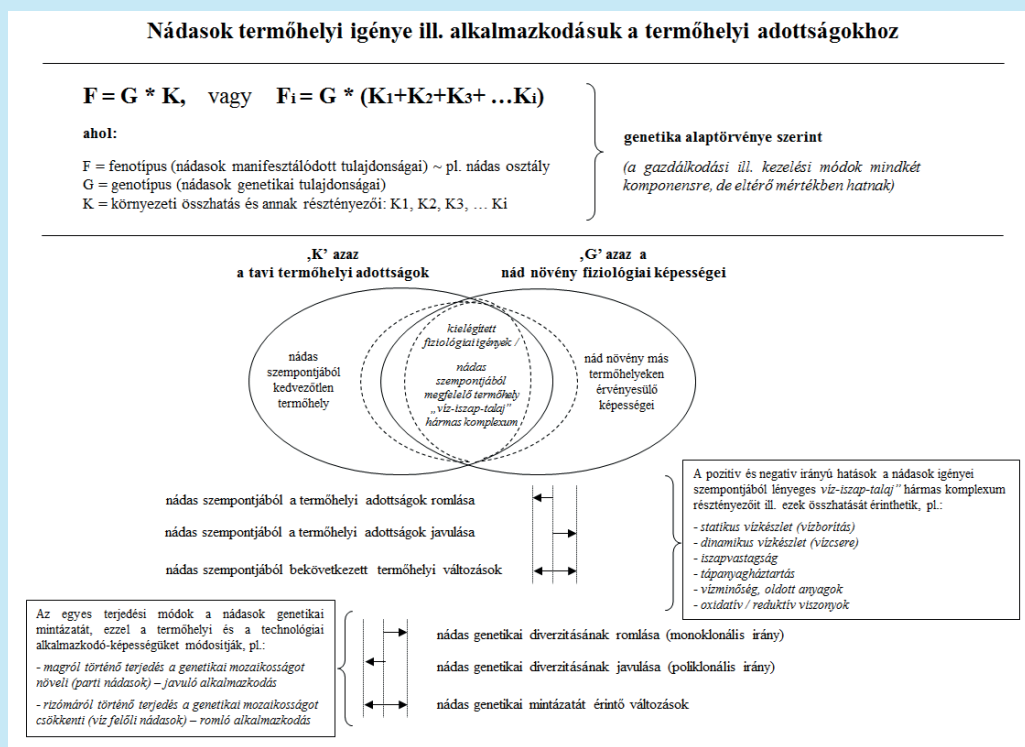 Nádasok termőhelyi igénye ill. alkalmazkodásuk a termőhelyi adottságokhoz
F = G * K, vagy Fi = G * (K1+K2+K3+ …Ki)
ahol:
F = fenotípus (nádasok manifesztálódott tulajdonságai) ~ pl. nádas osztály
G = genotípus (nádasok genetikai tulajdonságai)
K = környezeti összhatás és annak résztényezői: K1, K2, K3, … Ki
genetika alaptörvénye szerint
(a gazdálkodási ill. kezelési módok mindkét
komponensre, de eltérő mértékben hatnak)
‚K’ azaz
a tavi termőhelyi adottságok
‚G’ azaz a
nád növény fiziológiai képességei
nádas
szempontjából
kedvezőtlen
termőhely
kielégített
fiziológiai igények /
nádas
szempontjából
megfelelő termőhely
„víz-iszap-talaj”
hármas komplexum
nád növény más
termőhelyeken
érvényesülő
képességei
nádas szempontjából a termőhelyi adottságok romlása
nádas szempontjából a termőhelyi adottságok javulása
nádas szempontjából bekövetkezett termőhelyi változások
A pozitív és negatív irányú hatások a nádasok igényei
szempontjából lényeges víz-iszap-talaj” hármas komplexum
résztényezőit ill. ezek összhatását érinthetik, pl.:
- statikus vízkészlet (vízborítás)
- dinamikus vízkészlet (vízcsere)
- iszapvastagság
- tápanyagháztartás
- vízminőség, oldott anyagok
- oxidatív / reduktív viszonyok
Az egyes terjedési módok a nádasok genetikai
mintázatát, ezzel a termőhelyi és a technológiai
alkalmazkodó-képességüket módosítják, pl.:
- magról történő terjedés a genetikai mozaikosságot
növeli (parti nádasok) – javuló alkalmazkodás
- rizómáról történő terjedés a genetikai mozaikosságot
csökkenti (víz felőli nádasok) – romló alkalmazkodás
nádas genetikai diverzitásának romlása (monoklonális irány)
nádas genetikai diverzitásának javulása (poliklonális irány)
nádas genetikai mintázatát érintő változások